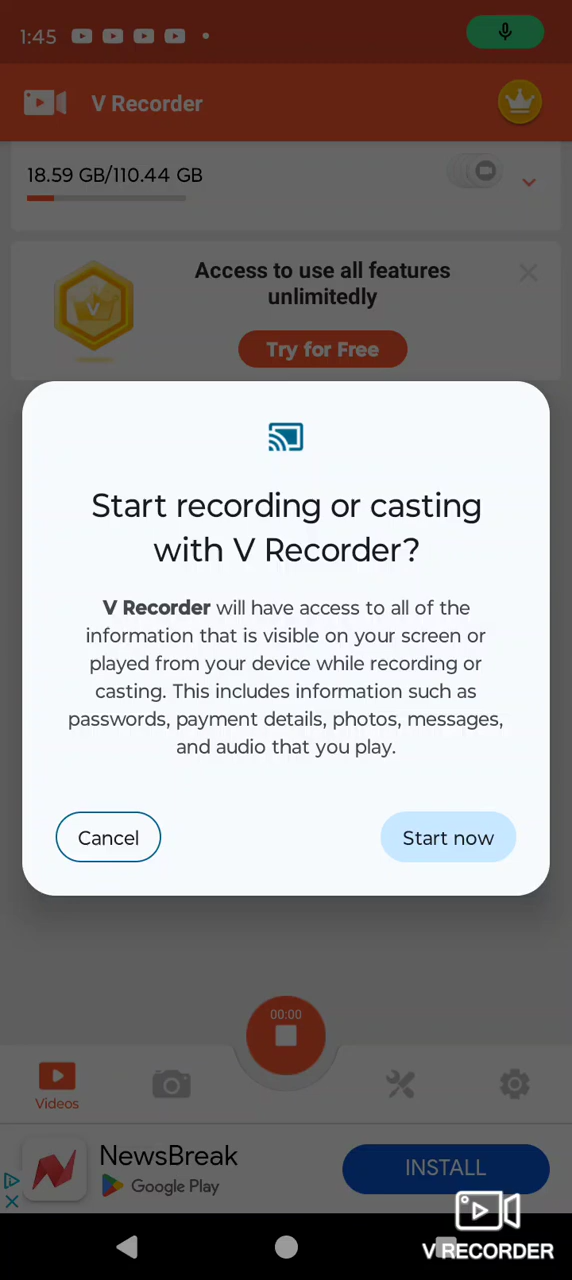 1:45
V Recorder
18.59 GB/110.44 GB
Access to use all features
unlimitedly
Try for Free
Start recording or casting
with V Recorder?
V Recorder will have access to all of the
information that is visible on your screen or
played from your device while recording or
casting. This includes information such as
passwords, payment details, photos, messages,
and audio that you play.
Cancel
Start now
00:00
Videos
NewsBreak
Google Play
INSTALL
V RECORDER